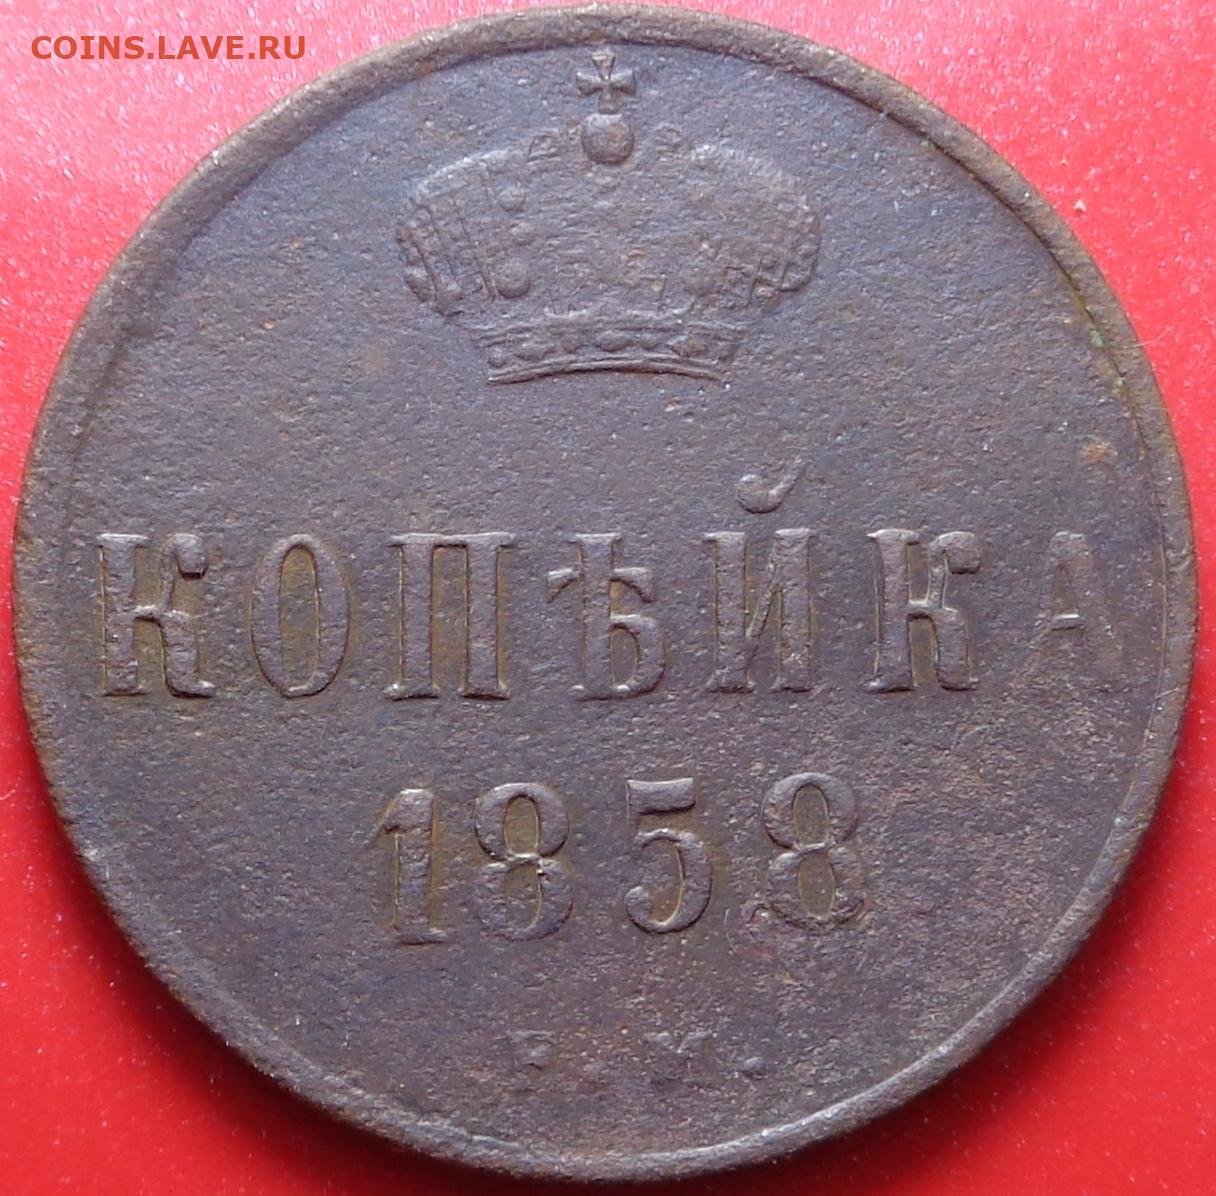 COINS.LAVE.RU
КОПѢЙКА
1858
Е.М.